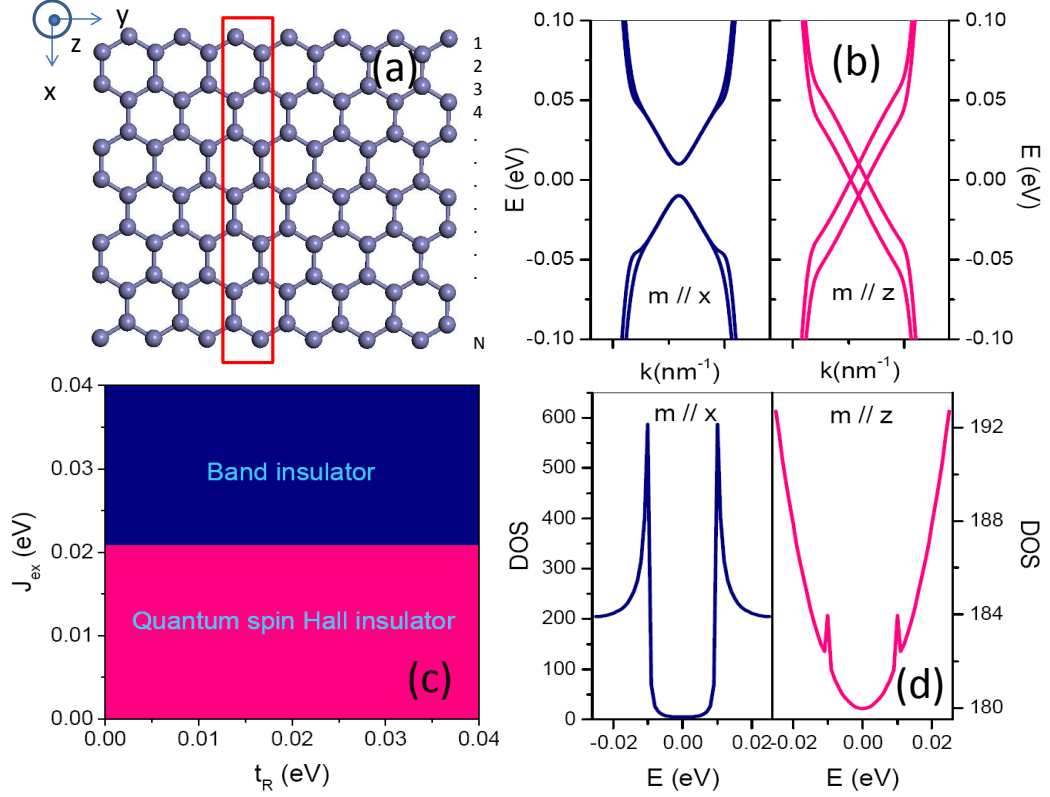 y
z
x
(a)
1
2
3
4
.
.
.
.
.
.
N
0.10
0.05
0.00
-0.05
-0.10
E (eV)
m // x
k(nm⁻¹)
(b)
m // z
k(nm⁻¹)
0.10
0.05
0.00
-0.05
-0.10
E (eV)
0.04
0.03
0.02
0.01
0.00
J_ex (eV)
Band insulator
Quantum spin Hall insulator
(c)
0.00 0.01 0.02 0.03 0.04
t_R (eV)
600
500
400
300
200
100
0
DOS
m // x
-0.02 0.00 0.02
E (eV)
m // z
(d)
192
188
184
180
DOS
-0.02 0.00 0.02
E (eV)